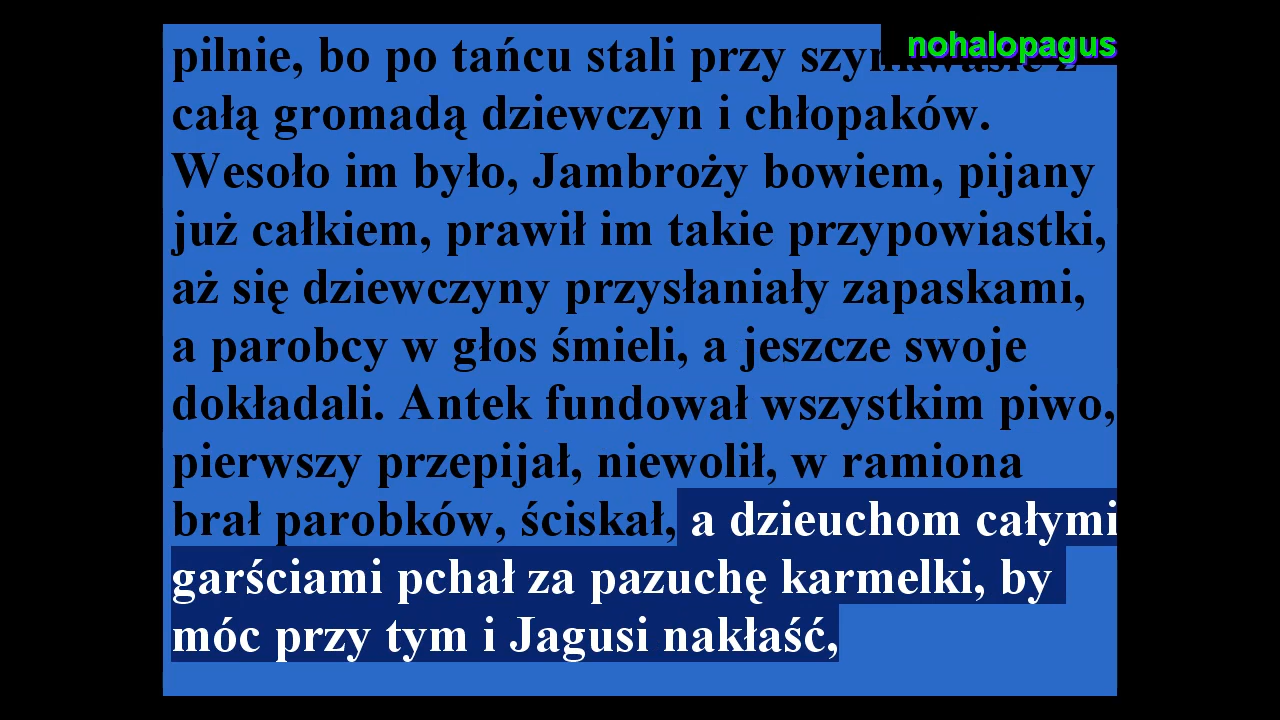 nohalopagus
pilnie, bo po tańcu stali przy szynkwasie z
całą gromadą dziewczyn i chłopaków.
Wesoło im było, Jambroży bowiem, pijany
już całkiem, prawił im takie przypowiastki,
aż się dziewczyny przysłaniały zapaskami,
a parobcy w głos śmieli, a jeszcze swoje
dokładali. Antek fundował wszystkim piwo,
pierwszy przepijał, niewolił, w ramiona
brał parobków, ściskał, a dzieuchom całymi
garściami pchał za pazuchę karmelki, by
móc przy tym i Jagusi nakłaść,